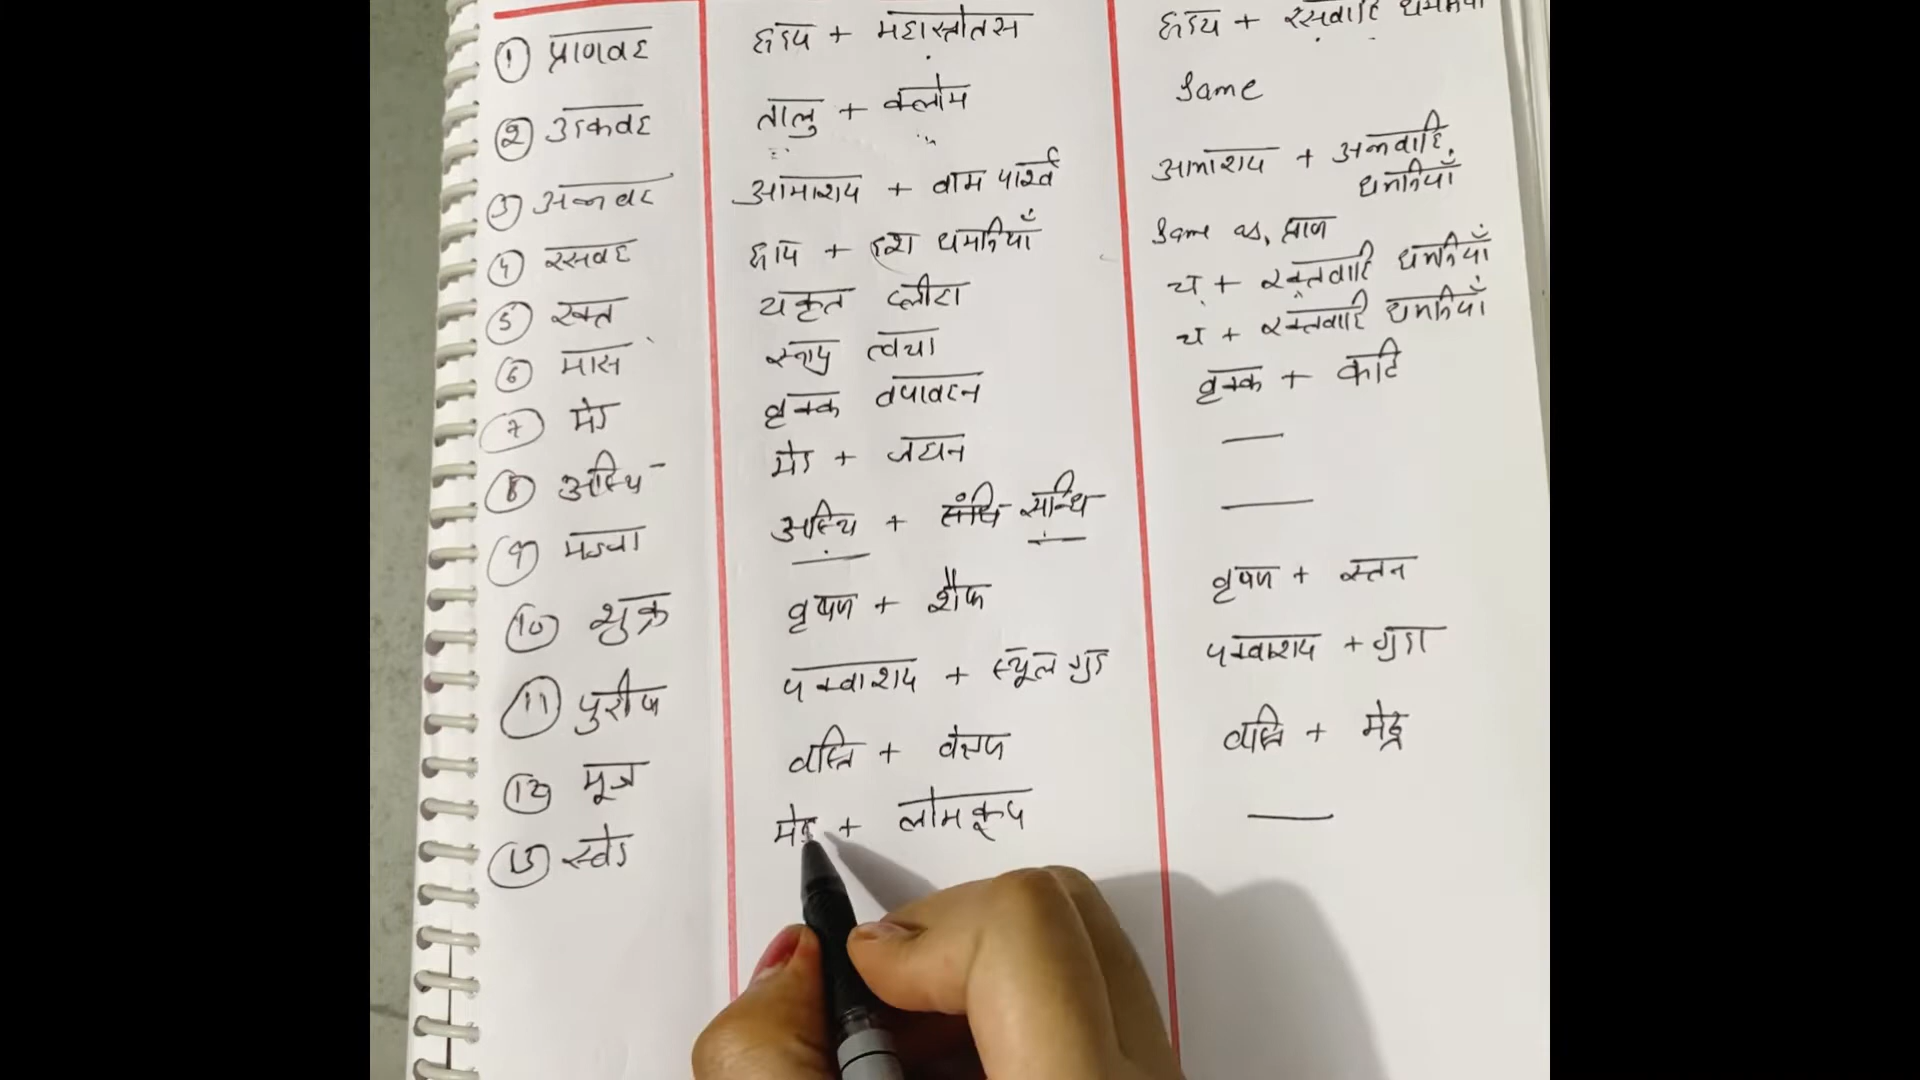 ① प्राणवह हृदय + महास्त्रोतस हृदय + रसवाहि धमनियाँ
② उदकवह तालु + क्लोम Same
③ अन्नवह आमाशय + वाम पार्श्व आमाशय + अन्नवाहि धमनियाँ
④ रसवह हृदय + दश धमनियाँ Same as प्राण
⑤ रक्त यकृत प्लीहा य + रक्तवाहि धमनियाँ
⑥ मांस स्नायु त्वचा य + रक्तवाहि धमनियाँ
⑦ मेद वृक्क वपावहन वृक्क + कटि
⑧ अस्थि मेद + जघन —
⑨ मज्जा अस्थि + संधि सन्धि —
⑩ शुक्र वृषण + शैफ वृषण + स्तन
⑪ पुरीष पक्वाशय + स्थूल गुद पक्वाशय + गुदा
⑫ मूत्र वस्ति + वंक्षण वस्ति + मेढ्र
⑬ स्वेद मेद + लोमकूप —